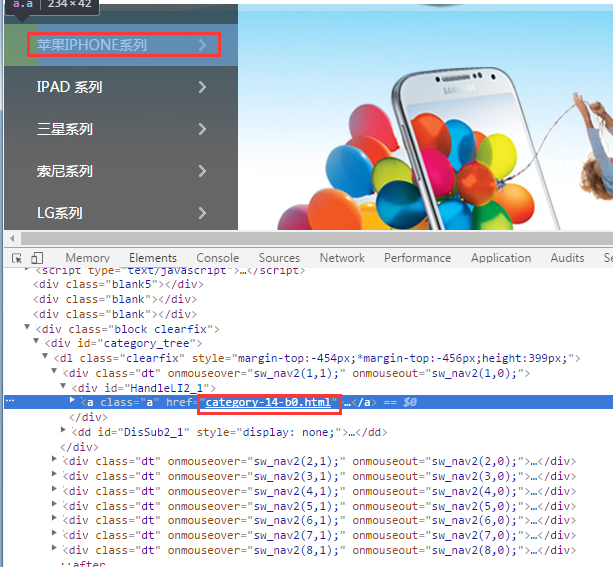 a.a | 234×42
苹果IPHONE系列
IPAD 系列
三星系列
索尼系列
LG系列
Memory Elements Console Sources Network Performance Application Audits Se
<script type="text/javascript">…</script>
<div class="blank5"></div>
<div class="blank"></div>
<div class="blank"></div>
<div class="block clearfix">
<div id="category_tree">
<dl class="clearfix" style="margin-top:-454px;*margin-top:-456px;height:399px;">
<div class="dt" onmouseover="sw_nav2(1,1);" onmouseout="sw_nav2(1,0);">
<div id="HandleLI2_1">
… <a class="a" href="category-14-b0.html">…</a> == $0
</div>
<dd id="DisSub2_1" style="display: none;">…</dd>
</div>
<div class="dt" onmouseover="sw_nav2(2,1);" onmouseout="sw_nav2(2,0);">…</div>
<div class="dt" onmouseover="sw_nav2(3,1);" onmouseout="sw_nav2(3,0);">…</div>
<div class="dt" onmouseover="sw_nav2(4,1);" onmouseout="sw_nav2(4,0);">…</div>
<div class="dt" onmouseover="sw_nav2(5,1);" onmouseout="sw_nav2(5,0);">…</div>
<div class="dt" onmouseover="sw_nav2(6,1);" onmouseout="sw_nav2(6,0);">…</div>
<div class="dt" onmouseover="sw_nav2(7,1);" onmouseout="sw_nav2(7,0);">…</div>
<div class="dt" onmouseover="sw_nav2(8,1);" onmouseout="sw_nav2(8,0);">…</div>
::after